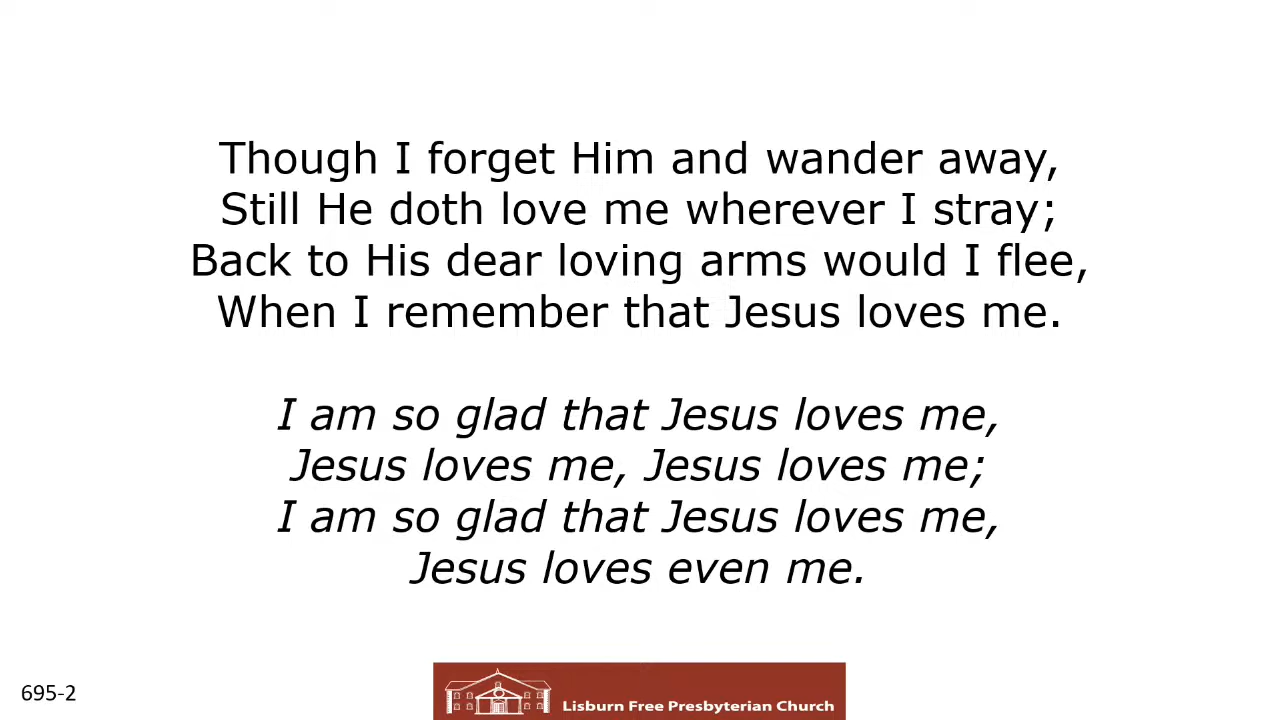 Though I forget Him and wander away,
Still He doth love me wherever I stray;
Back to His dear loving arms would I flee,
When I remember that Jesus loves me.
I am so glad that Jesus loves me,
Jesus loves me, Jesus loves me;
I am so glad that Jesus loves me,
Jesus loves even me.
695-2
Lisburn Free Presbyterian Church